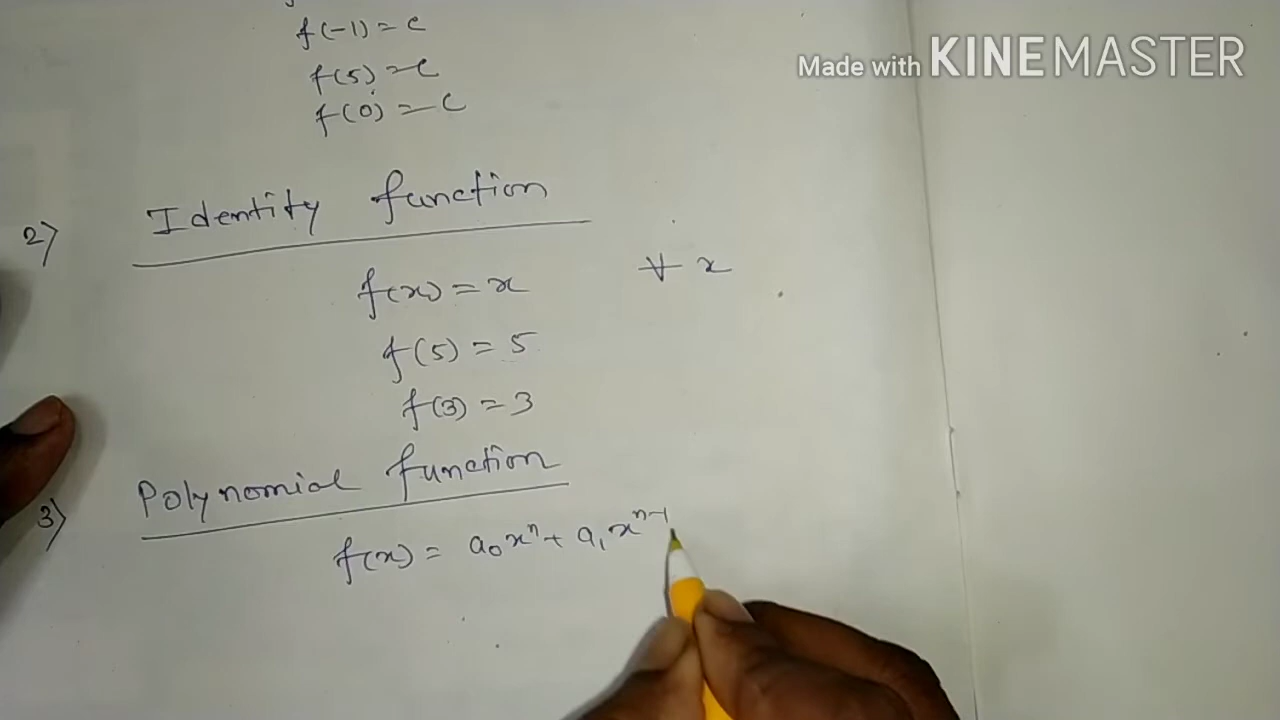 f(-1) = c
f(5) = c
f(0) = c
Made with KINEMASTER
2) Identity function
f(x) = x ∀ x
f(5) = 5
f(3) = 3
3) Polynomial function
f(x) = a₀xⁿ + a₁xⁿ⁻¹